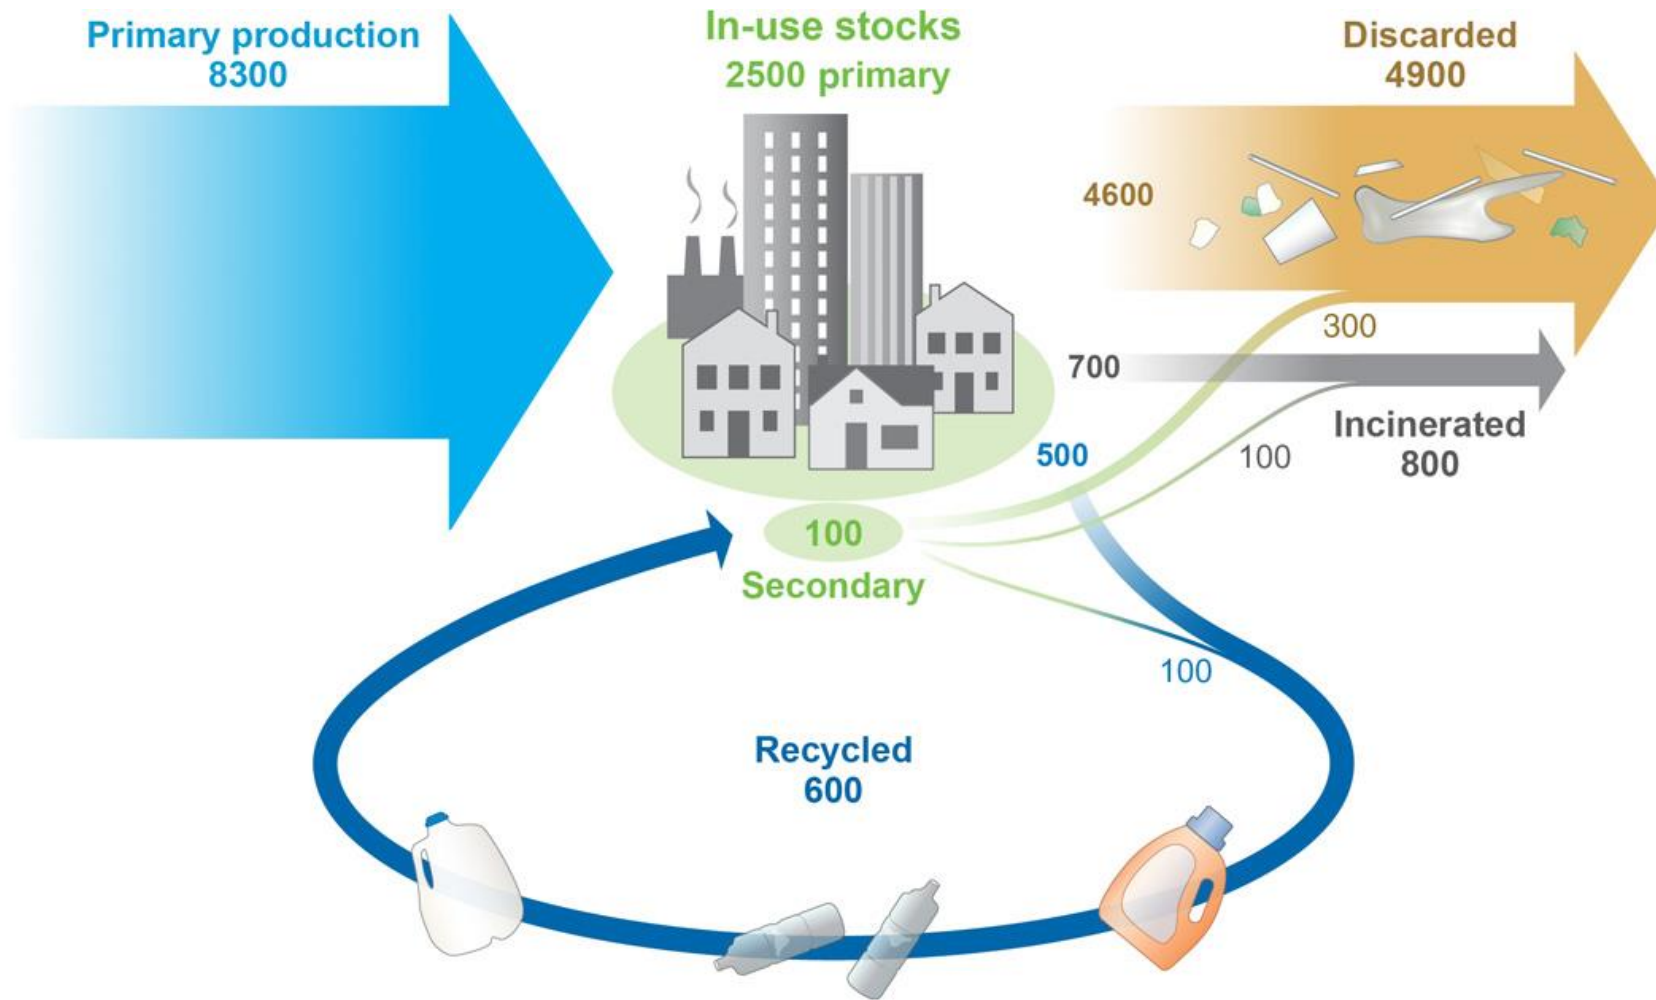 Primary production
8300
In-use stocks
2500 primary
Discarded
4900
4600
300
700
Incinerated
800
500
100
100
Secondary
100
Recycled
600